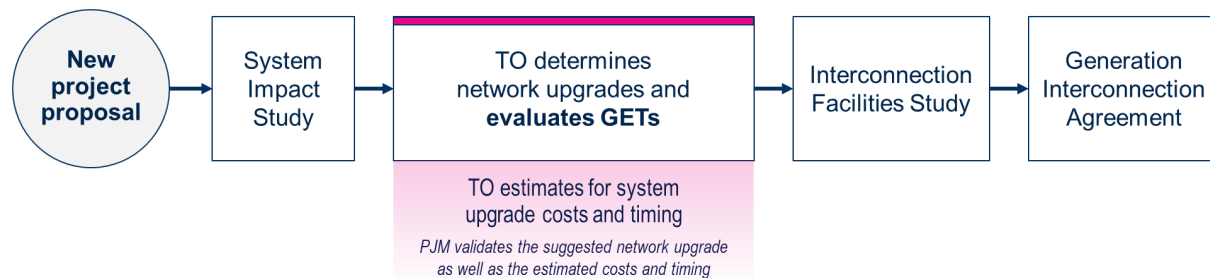 New
project
proposal
System
Impact
Study
TO determines
network upgrades and
evaluates GETs
TO estimates for system
upgrade costs and timing
PJM validates the suggested network upgrade
as well as the estimated costs and timing
Interconnection
Facilities Study
Generation
Interconnection
Agreement